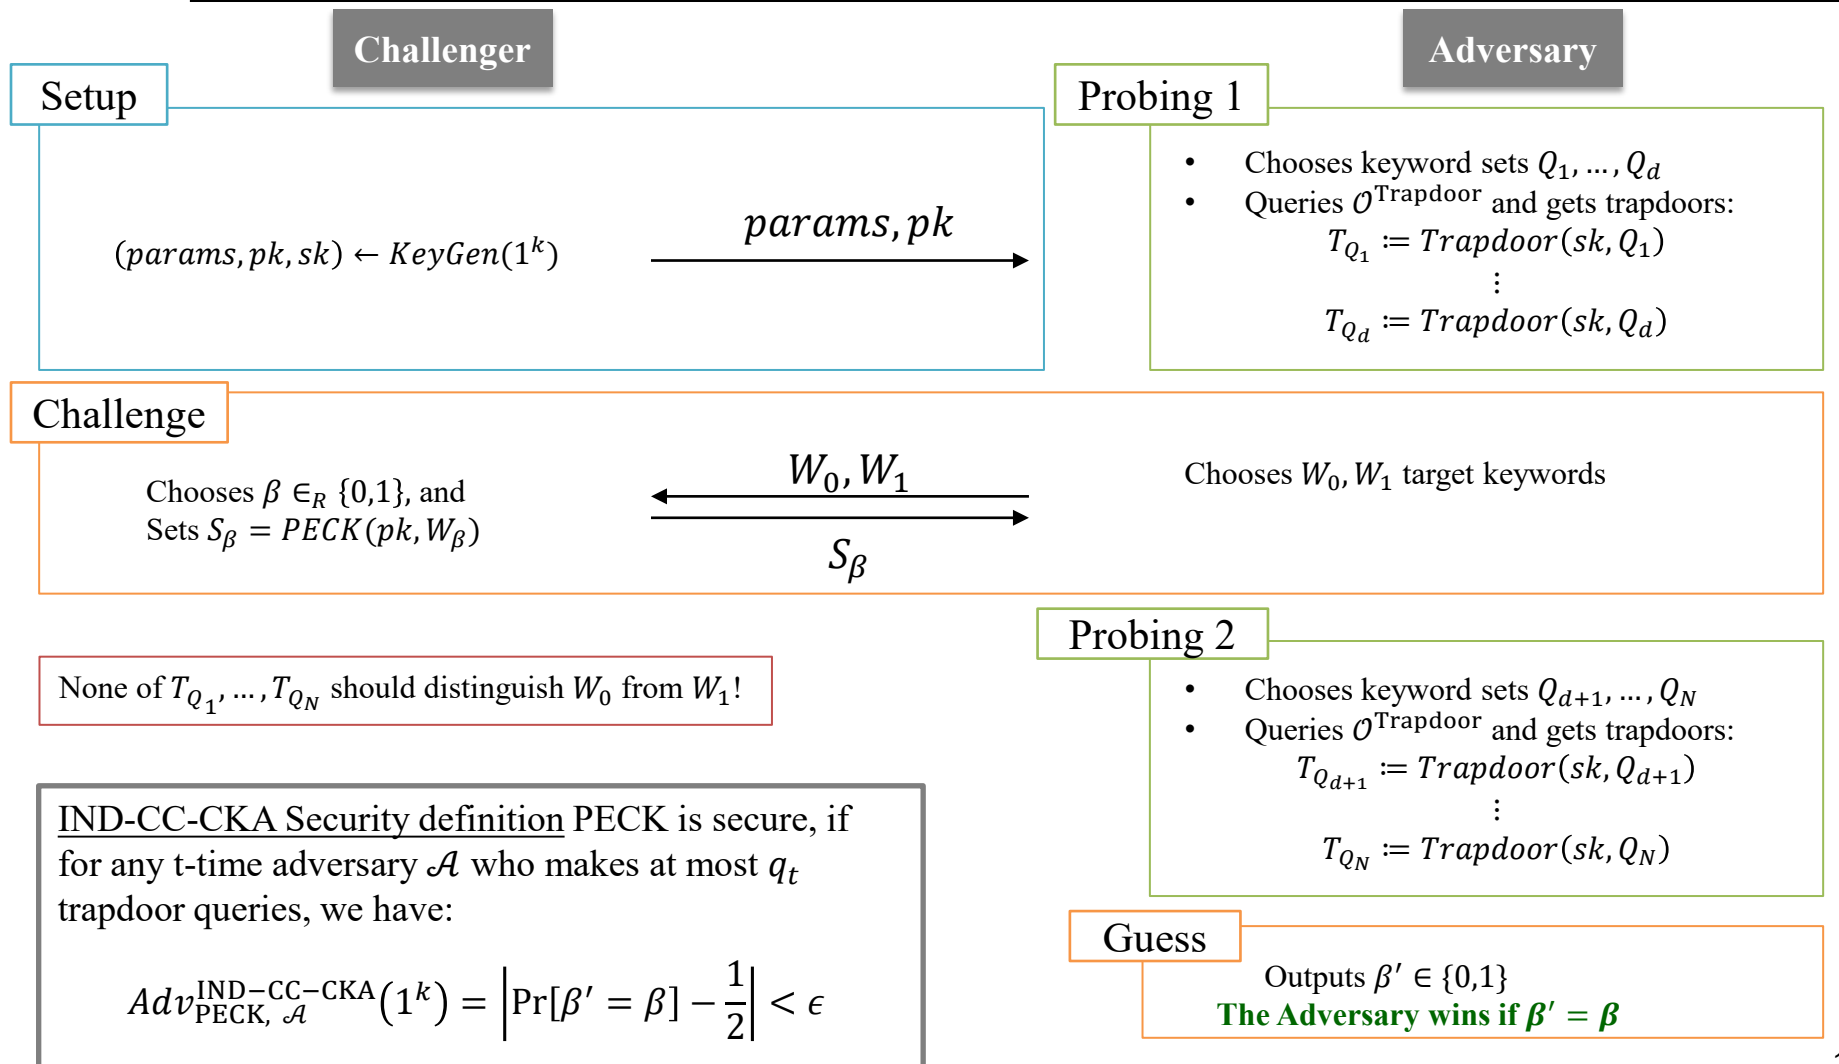 Challenger
Adversary
Setup
(params, pk, sk) ← KeyGen(1^k)
params, pk
Probing 1
• Chooses keyword sets Q_1, … , Q_d
• Queries 𝒪^Trapdoor and gets trapdoors:
T_{Q_1} ≔ Trapdoor(sk, Q_1)
⋮
T_{Q_d} ≔ Trapdoor(sk, Q_d)
Challenge
Chooses β ∈_R {0,1}, and
Sets S_β = PECK(pk, W_β)
W_0, W_1
S_β
Chooses W_0, W_1 target keywords
None of T_{Q_1}, … , T_{Q_N} should distinguish W_0 from W_1!
Probing 2
• Chooses keyword sets Q_{d+1}, … , Q_N
• Queries 𝒪^Trapdoor and gets trapdoors:
T_{Q_{d+1}} ≔ Trapdoor(sk, Q_{d+1})
⋮
T_{Q_N} ≔ Trapdoor(sk, Q_N)
IND-CC-CKA Security definition PECK is secure, if
for any t-time adversary 𝒜 who makes at most q_t
trapdoor queries, we have:
Adv_{PECK, 𝒜}^{IND−CC−CKA}(1^k) = |Pr[β′ = β] − 1/2| < ϵ
Guess
Outputs β′ ∈ {0,1}
The Adversary wins if β′ = β